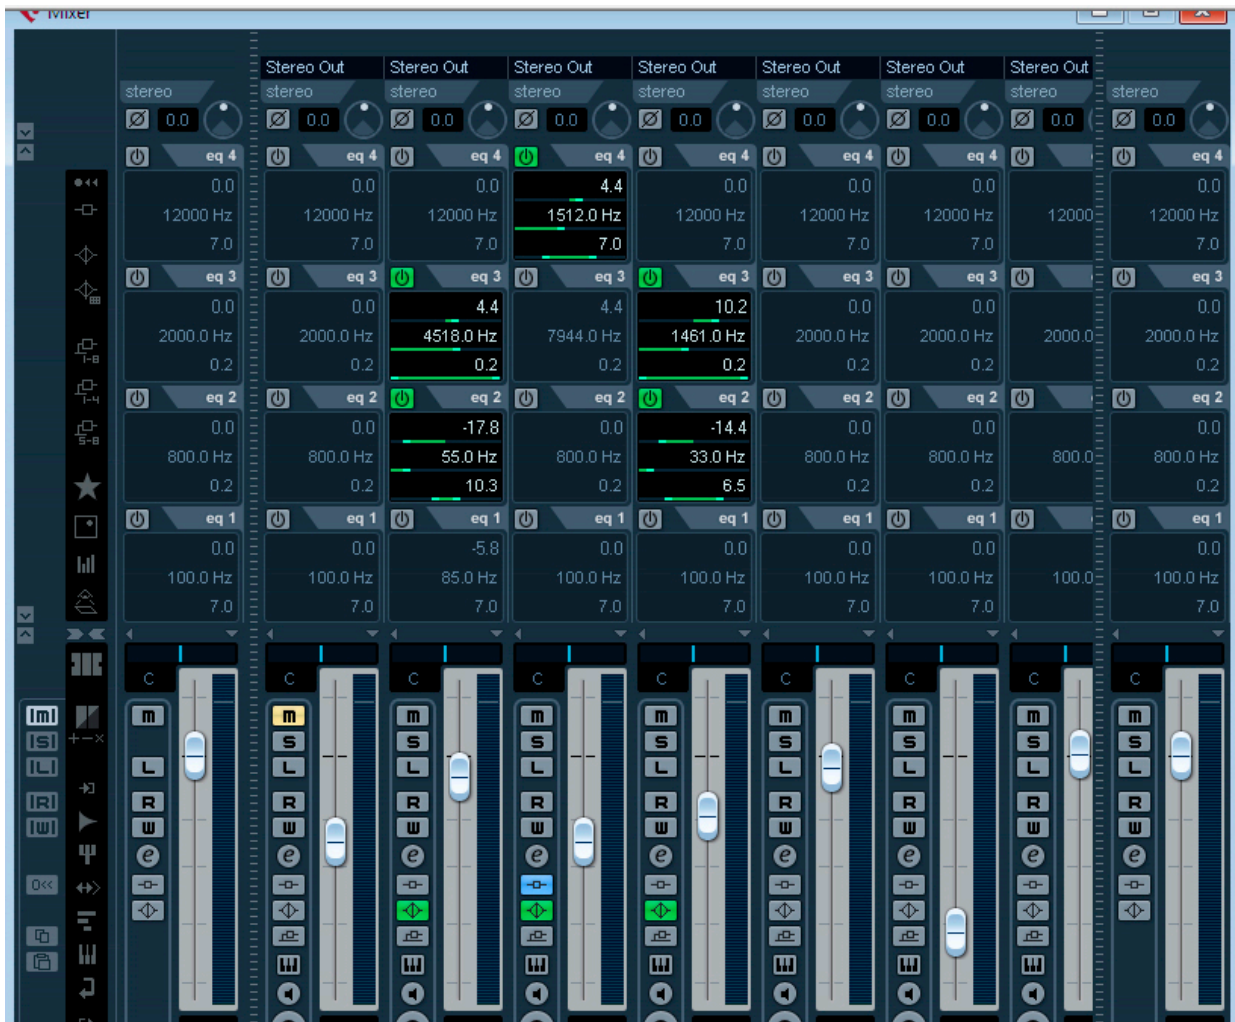 Mixer
Stereo Out Stereo Out Stereo Out Stereo Out Stereo Out Stereo Out Stereo Out
stereo stereo stereo stereo stereo stereo stereo stereo stereo
0.0 0.0 0.0 0.0 0.0 0.0 0.0 0.0 0.0
eq 4 eq 4 eq 4 eq 4 eq 4 eq 4 eq 4 eq 4
0.0 0.0 0.0 4.4 0.0 0.0 0.0 0.0
12000 Hz 12000 Hz 12000 Hz 1512.0 Hz 12000 Hz 12000 Hz 12000 Hz 12000 12000 Hz
7.0 7.0 7.0 7.0 7.0 7.0 7.0 7.0
eq 3 eq 3 eq 3 eq 3 eq 3 eq 3 eq 3 eq 3
0.0 0.0 4.4 4.4 10.2 0.0 0.0 0.0
2000.0 Hz 2000.0 Hz 4518.0 Hz 7944.0 Hz 1461.0 Hz 2000.0 Hz 2000.0 Hz 2000.0 2000.0 Hz
0.2 0.2 0.2 0.2 0.2 0.2 0.2 0.2
eq 2 eq 2 eq 2 eq 2 eq 2 eq 2 eq 2 eq 2
0.0 0.0 -17.8 0.0 -14.4 0.0 0.0 0.0
800.0 Hz 800.0 Hz 55.0 Hz 800.0 Hz 33.0 Hz 800.0 Hz 800.0 Hz 800.0 800.0 Hz
0.2 0.2 10.3 0.2 6.5 0.2 0.2 0.2
eq 1 eq 1 eq 1 eq 1 eq 1 eq 1 eq 1 eq 1
0.0 0.0 -5.8 0.0 0.0 0.0 0.0 0.0
100.0 Hz 100.0 Hz 85.0 Hz 100.0 Hz 100.0 Hz 100.0 Hz 100.0 Hz 100.0 100.0 Hz
7.0 7.0 7.0 7.0 7.0 7.0 7.0 7.0
1-8
1-4
5-8
C C C C C C C C C
m m m m m m m m m m
S S S S S S S S S
L L L L L L L L L L
R R R R R R R R R R
W W W W W W W W W W
e e e e e e e e
0<<